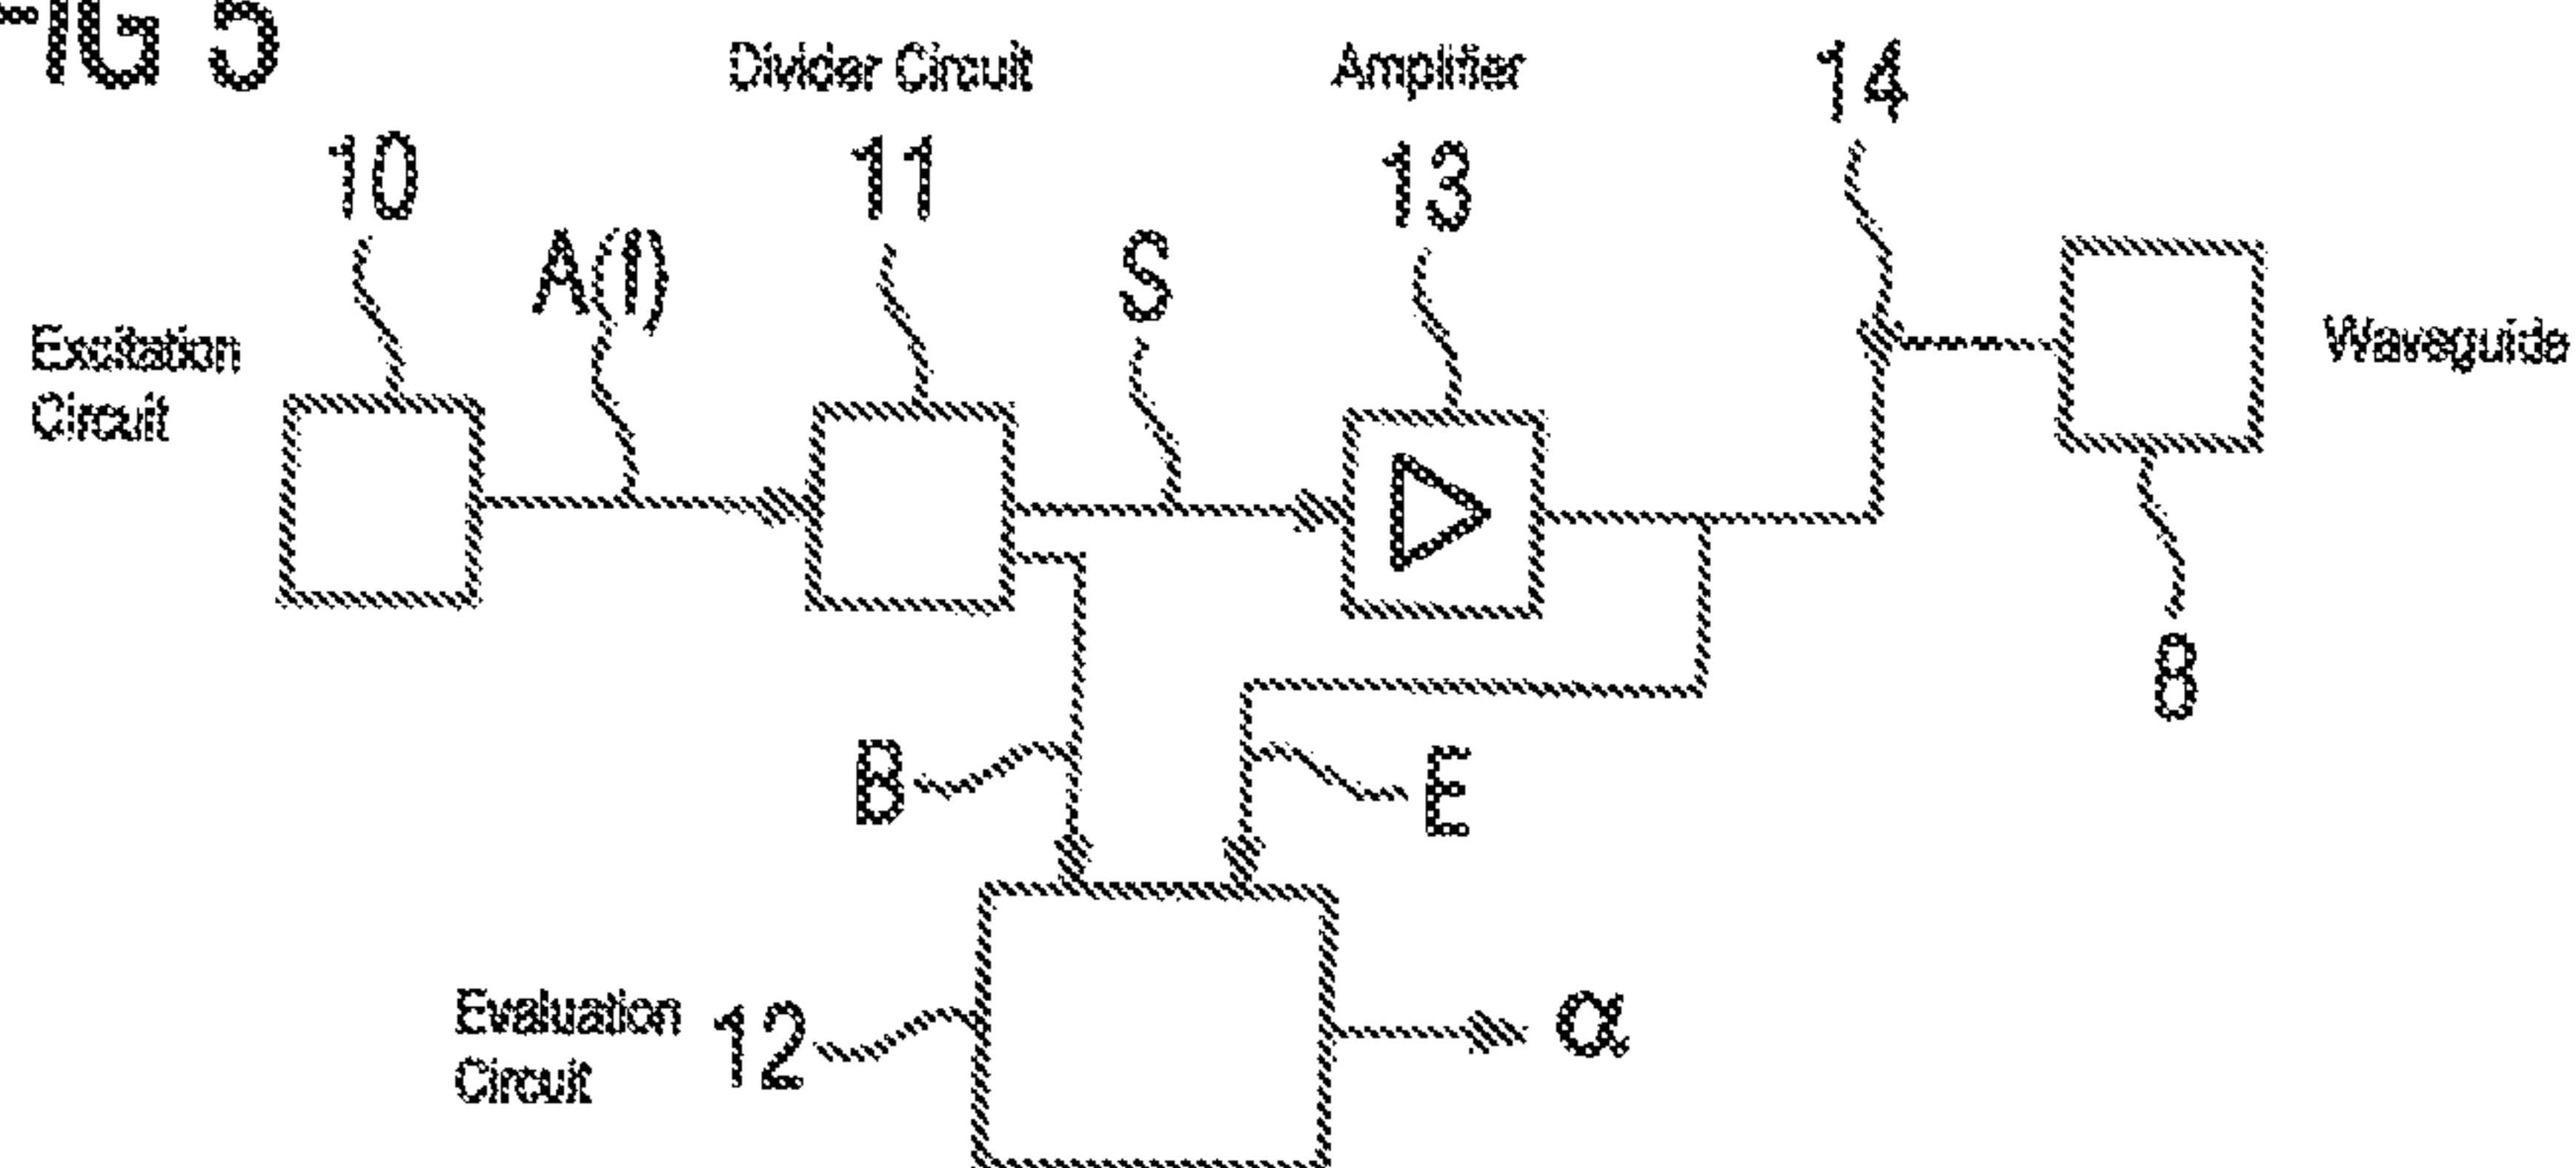 FIG 5
Divider Circuit
Amplifier
14
10
11
13
A(f)
S
Excitation
Circuit
Waveguide
8
B
E
Evaluation
Circuit
12
α